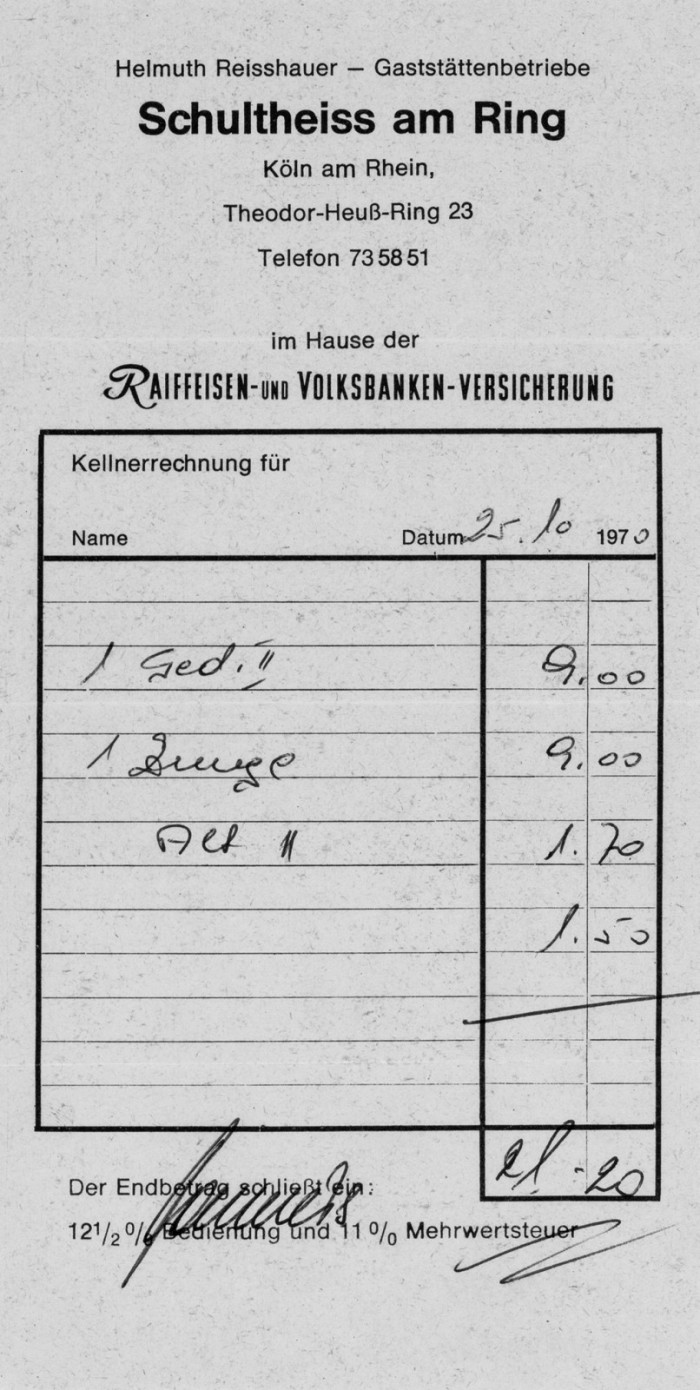 Helmuth Reisshauer – Gaststättenbetriebe
Schultheiss am Ring
Köln am Rhein,
Theodor-Heuß-Ring 23
Telefon 73 58 51
im Hause der
RAIFFEISEN-UND VOLKSBANKEN-VERSICHERUNG
Kellnerrechnung für
Name Datum 25.10 1970
1 Ged. II 9.00
1 Zunge 9.00
Alt II 1.70
1.50
21-20
Der Endbetrag schließt ein:
12½ % Bedienung und 11 % Mehrwertsteuer